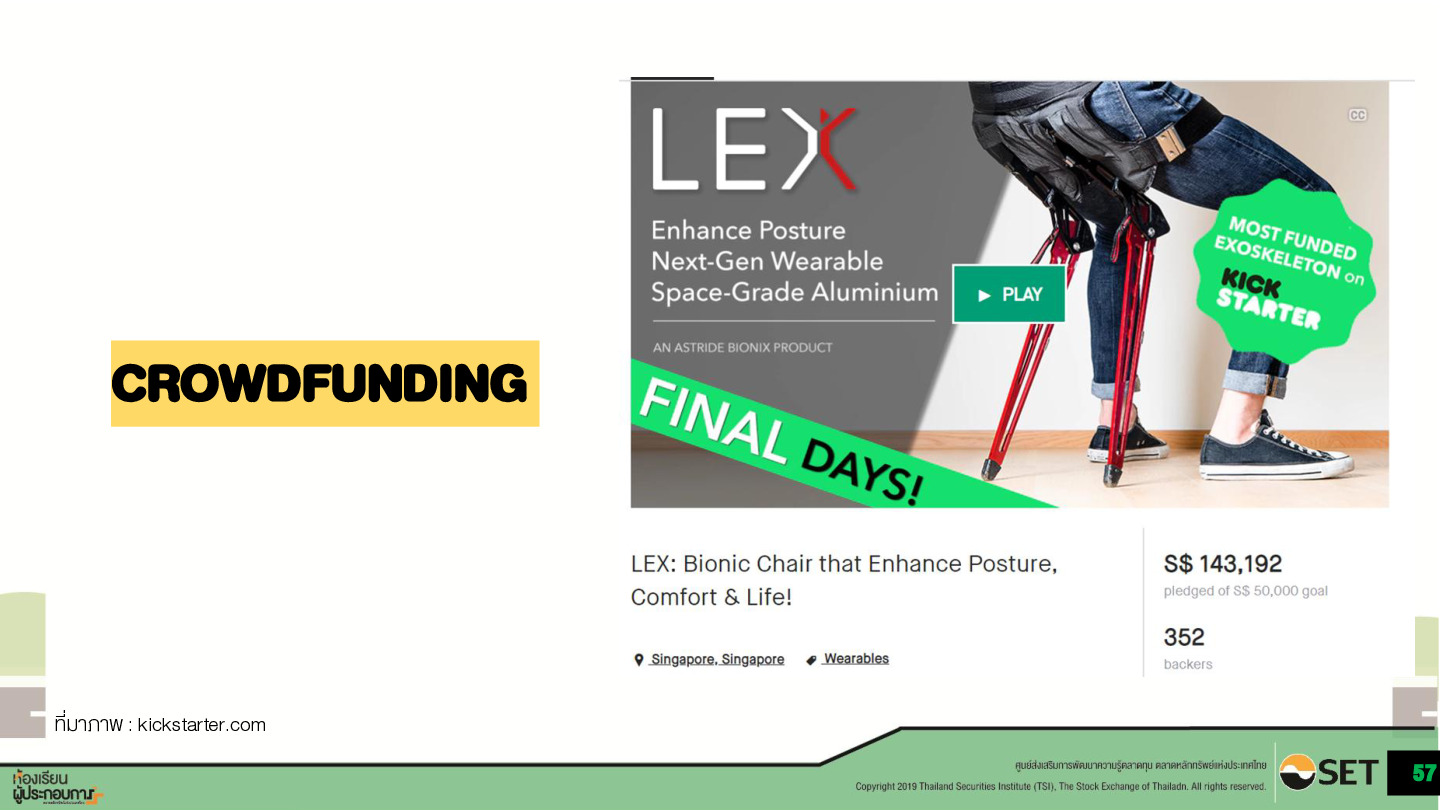 CROWDFUNDING
LEX
CC
Enhance Posture
Next-Gen Wearable
Space-Grade Aluminium
PLAY
MOST FUNDED
EXOSKELETON on
KICK
STARTER
AN ASTRIDE BIONIX PRODUCT
FINAL DAYS!
LEX: Bionic Chair that Enhance Posture,
Comfort & Life!
Singapore, Singapore Wearables
S$ 143,192
pledged of S$ 50,000 goal
352
backers
ที่มาภาพ : kickstarter.com
ห้องเรียน
ผู้ประกอบการ
ศูนย์ส่งเสริมการพัฒนาความรู้ตลาดทุน ตลาดหลักทรัพย์แห่งประเทศไทย
Copyright 2019 Thailand Securities Institute (TSI), The Stock Exchange of Thailadn. All rights reserved.
SET
57